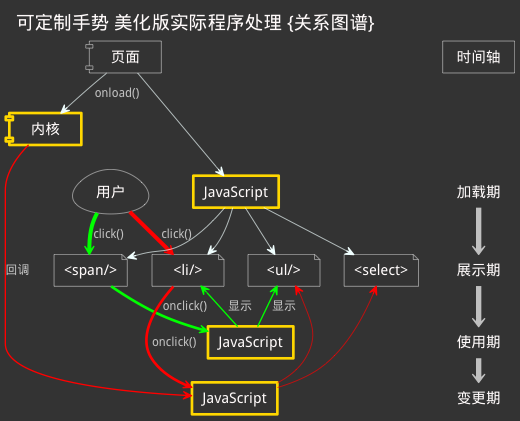 可定制手势 美化版实际程序处理 {关系图谱}
页面
时间轴
onload()
内核
用户
JavaScript
加载期
click()
click()
回调
<span/>
<li/>
<ul/>
<select>
展示期
onclick()
显示
显示
onclick()
JavaScript
使用期
JavaScript
变更期